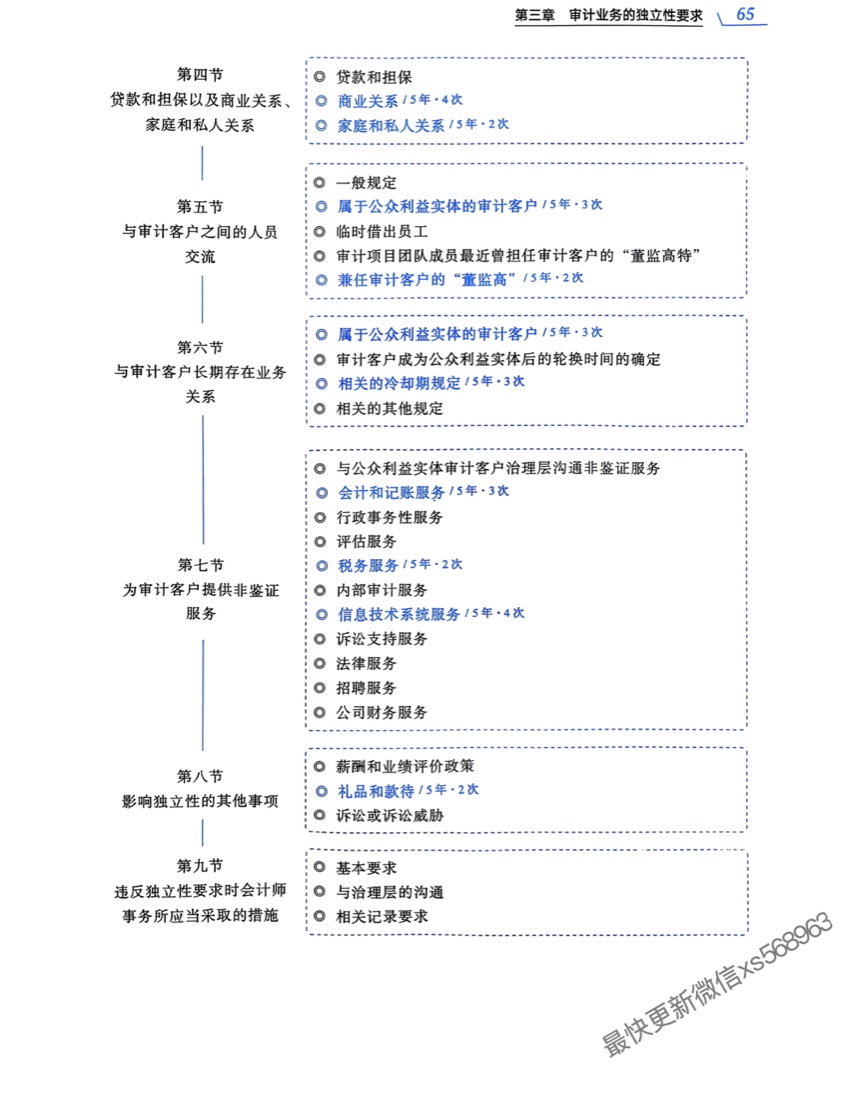 第三章 审计业务的独立性要求 65
第四节
贷款和担保以及商业关系、
家庭和私人关系
◎ 贷款和担保
◎ 商业关系 / 5年·4次
◎ 家庭和私人关系 / 5年·2次
第五节
与审计客户之间的人员
交流
◎ 一般规定
◎ 属于公众利益实体的审计客户 / 5年·3次
◎ 临时借出员工
◎ 审计项目团队成员最近曾担任审计客户的“董监高特”
◎ 兼任审计客户的“董监高” / 5年·2次
第六节
与审计客户长期存在业务
关系
◎ 属于公众利益实体的审计客户 / 5年·3次
◎ 审计客户成为公众利益实体后的轮换时间的确定
◎ 相关的冷却期规定 / 5年·3次
◎ 相关的其他规定
第七节
为审计客户提供非鉴证
服务
◎ 与公众利益实体审计客户治理层沟通非鉴证服务
◎ 会计和记账服务 / 5年·3次
◎ 行政事务性服务
◎ 评估服务
◎ 税务服务 / 5年·2次
◎ 内部审计服务
◎ 信息技术系统服务 / 5年·4次
◎ 诉讼支持服务
◎ 法律服务
◎ 招聘服务
◎ 公司财务服务
第八节
影响独立性的其他事项
◎ 薪酬和业绩评价政策
◎ 礼品和款待 / 5年·2次
◎ 诉讼或诉讼威胁
第九节
违反独立性要求时会计师
事务所应当采取的措施
◎ 基本要求
◎ 与治理层的沟通
◎ 相关记录要求
最快更新微信xs568963